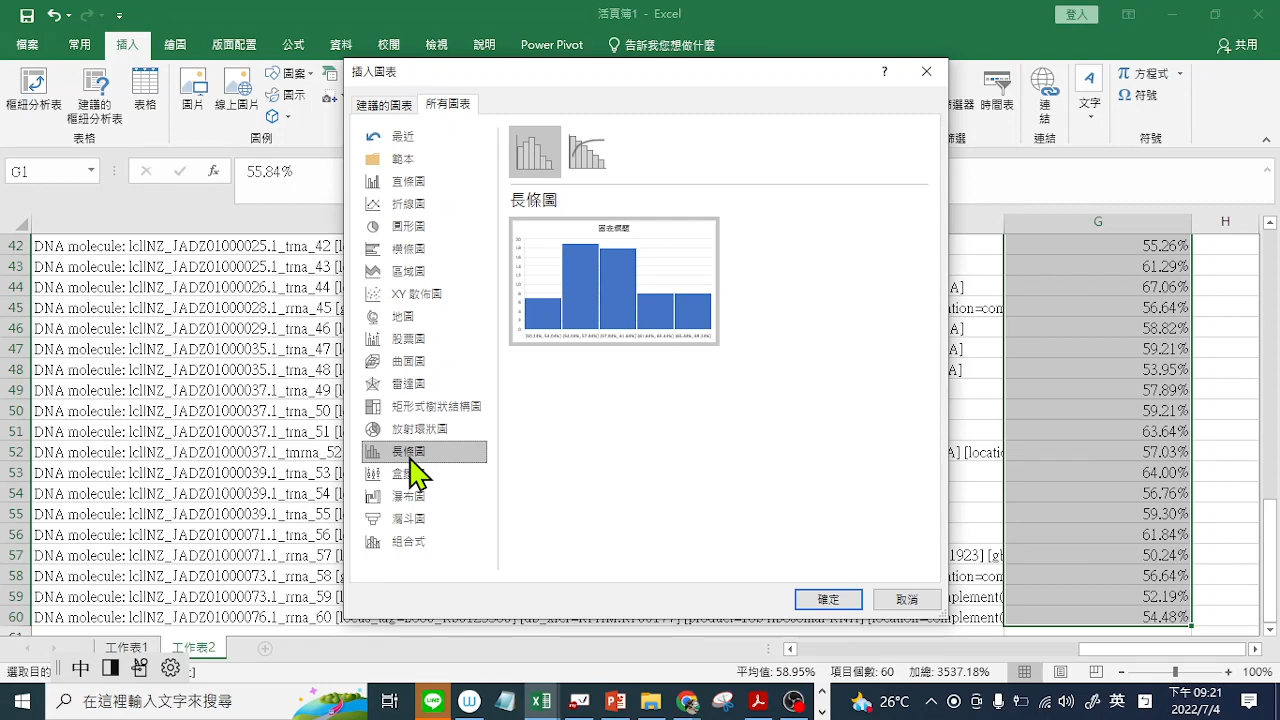 活頁簿1 - Excel
登入
檔案 常用 插入 繪圖 版面配置 公式 資料 校閱 檢視 說明 Power Pivot 告訴我您想做什麼 共用
樞紐分析表 建議的樞紐分析表 表格 圖片 線上圖片 圖案 圖示 時間表 連結 文字 方程式 符號
表格 圖例 連結 符號
插入圖表 ?
建議的圖表 所有圖表
G1 fx 55.84%
最近
範本
直條圖
折線圖
圓形圖
橫條圖
區域圖
XY 散佈圖
地圖
股票圖
曲面圖
雷達圖
矩形式樹狀結構圖
放射環狀圖
長條圖
瀑布圖
漏斗圖
組合式
長條圖
圖表標題
確定 取消
G H
42 DNA molecule: lcl|NZ_JADZ01000025.1_trna_42 55.26%
43 DNA molecule: lcl|NZ_JADZ01000025.1_trna_43 61.29%
44 DNA molecule: lcl|NZ_JADZ01000026.1_trna_44 67.06%
45 DNA molecule: lcl|NZ_JADZ01000028.1_rrna_45 56.64%
46 DNA molecule: lcl|NZ_JADZ01000029.1_trna_46 58.82%
47 DNA molecule: lcl|NZ_JADZ01000035.1_trna_47 59.21%
48 DNA molecule: lcl|NZ_JADZ01000035.1_trna_48 53.95%
49 DNA molecule: lcl|NZ_JADZ01000037.1_trna_49 57.89%
50 DNA molecule: lcl|NZ_JADZ01000037.1_trna_50 59.21%
51 DNA molecule: lcl|NZ_JADZ01000037.1_trna_51 63.64%
52 DNA molecule: lcl|NZ_JADZ01000037.1_tmrna_52 57.03%
53 DNA molecule: lcl|NZ_JADZ01000039.1_trna_53 64.00%
54 DNA molecule: lcl|NZ_JADZ01000039.1_trna_54 56.76%
55 DNA molecule: lcl|NZ_JADZ01000039.1_trna_55 59.30%
56 DNA molecule: lcl|NZ_JADZ01000071.1_trna_56 61.84%
57 DNA molecule: lcl|NZ_JADZ01000073.1_rrna_57 50.24%
58 DNA molecule: lcl|NZ_JADZ01000073.1_rrna_58 56.64%
59 DNA molecule: lcl|NZ_JADZ01000073.1_rrna_59 52.19%
60 DNA molecule: lcl|NZ_JADZ01000076.1_rrna_60 54.48%
工作表1 工作表2
中
平均值: 58.95% 項目個數: 60 加總: 3537.18% 100%
在這裡輸入文字來搜尋
26°C 英 下午 09:21
2022/7/4